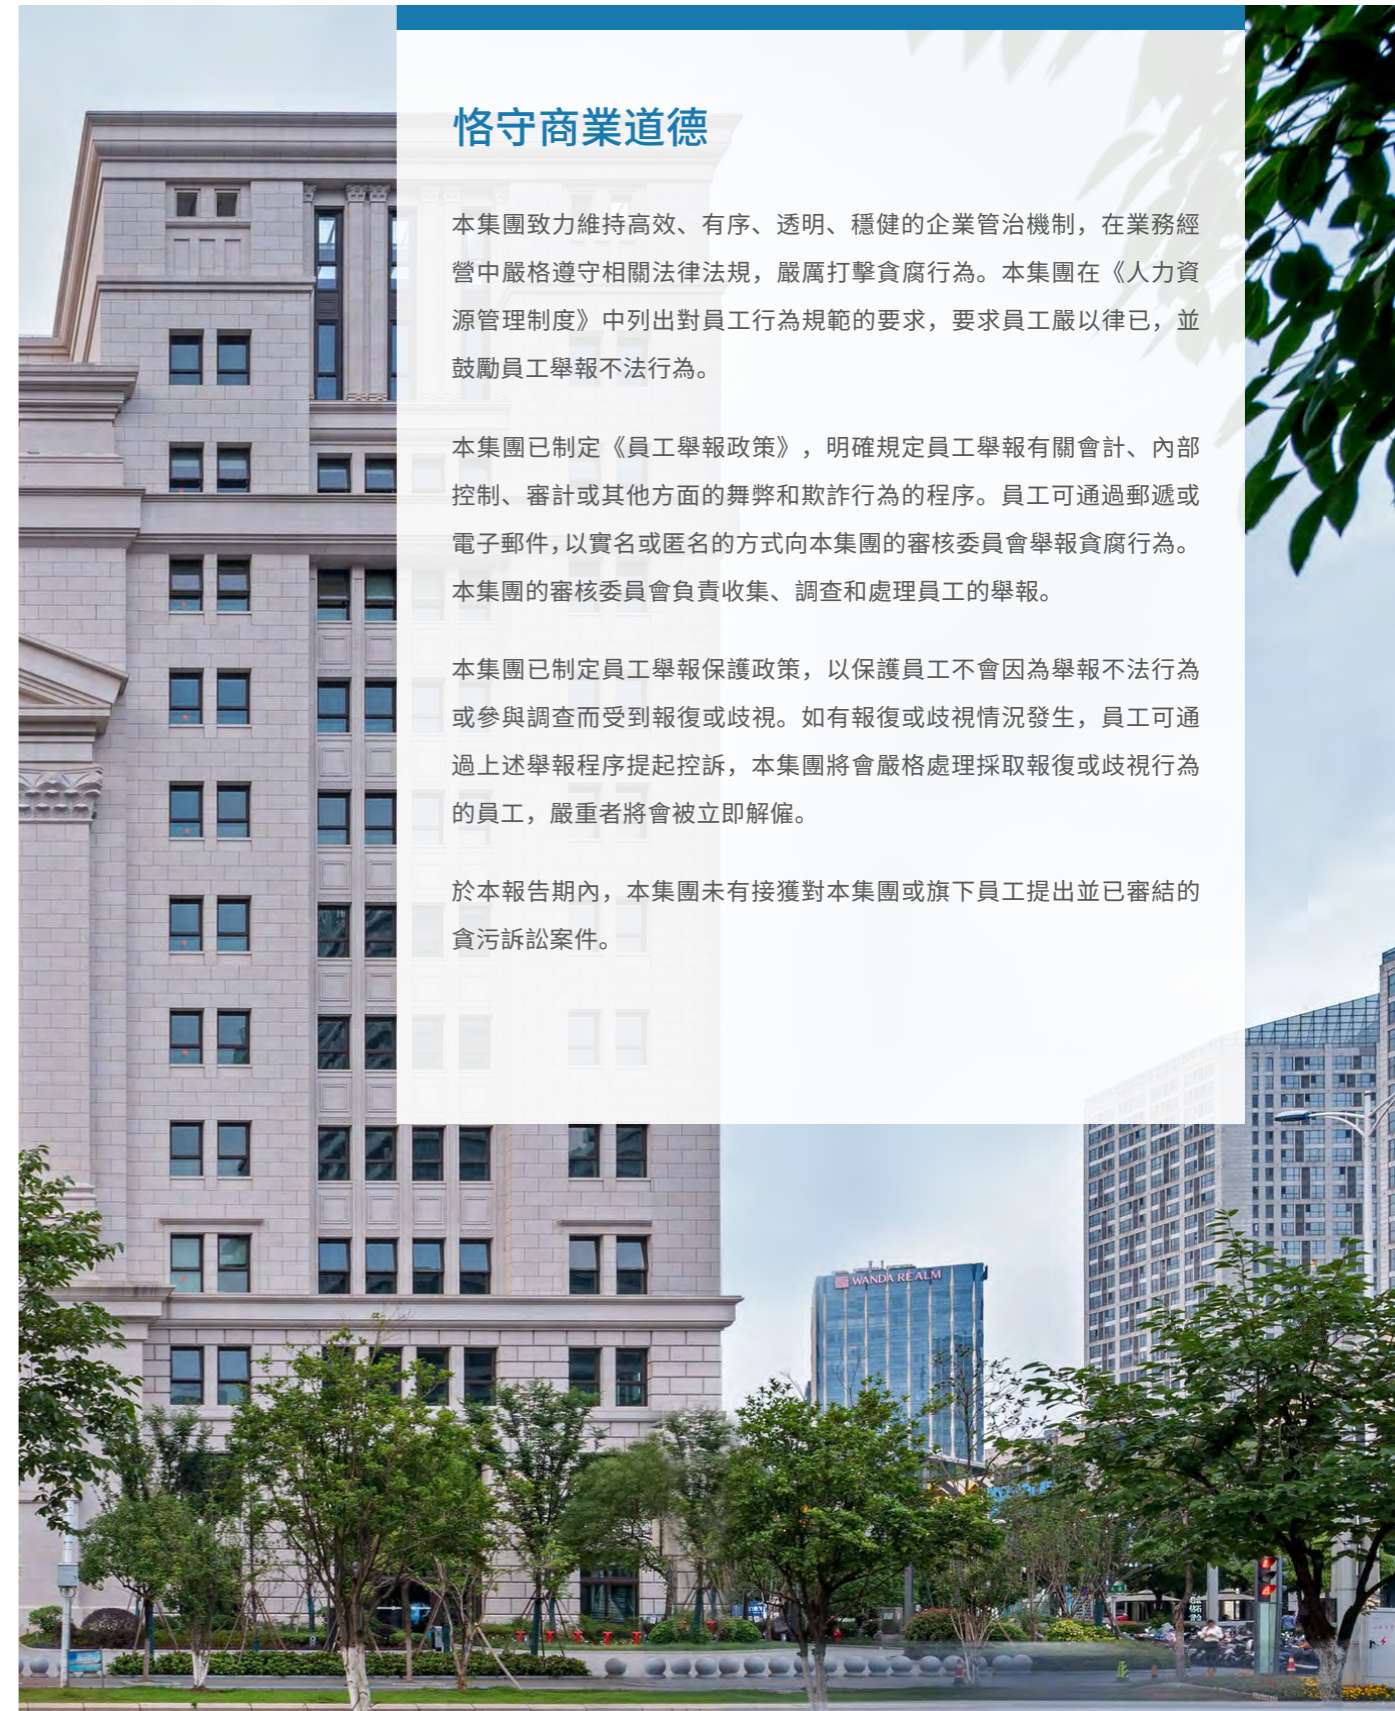 恪守商業道德
本集團致力維持高效、有序、透明、穩健的企業管治機制，在業務經
營中嚴格遵守相關法律法規，嚴厲打擊貪腐行為。本集團在《人力資
源管理制度》中列出對員工行為規範的要求，要求員工嚴以律已，並
鼓勵員工舉報不法行為。
本集團已制定《員工舉報政策》，明確規定員工舉報有關會計、內部
控制、審計或其他方面的舞弊和欺詐行為的程序。員工可通過郵遞或
電子郵件，以實名或匿名的方式向本集團的審核委員會舉報貪腐行為。
本集團的審核委員會負責收集、調查和處理員工的舉報。
本集團已制定員工舉報保護政策，以保護員工不會因為舉報不法行為
或參與調查而受到報復或歧視。如有報復或歧視情況發生，員工可通
過上述舉報程序提起控訴，本集團將會嚴格處理採取報復或歧視行為
的員工，嚴重者將會被立即解僱。
於本報告期內，本集團未有接獲對本集團或旗下員工提出並已審結的
貪污訴訟案件。
WANDA REALM